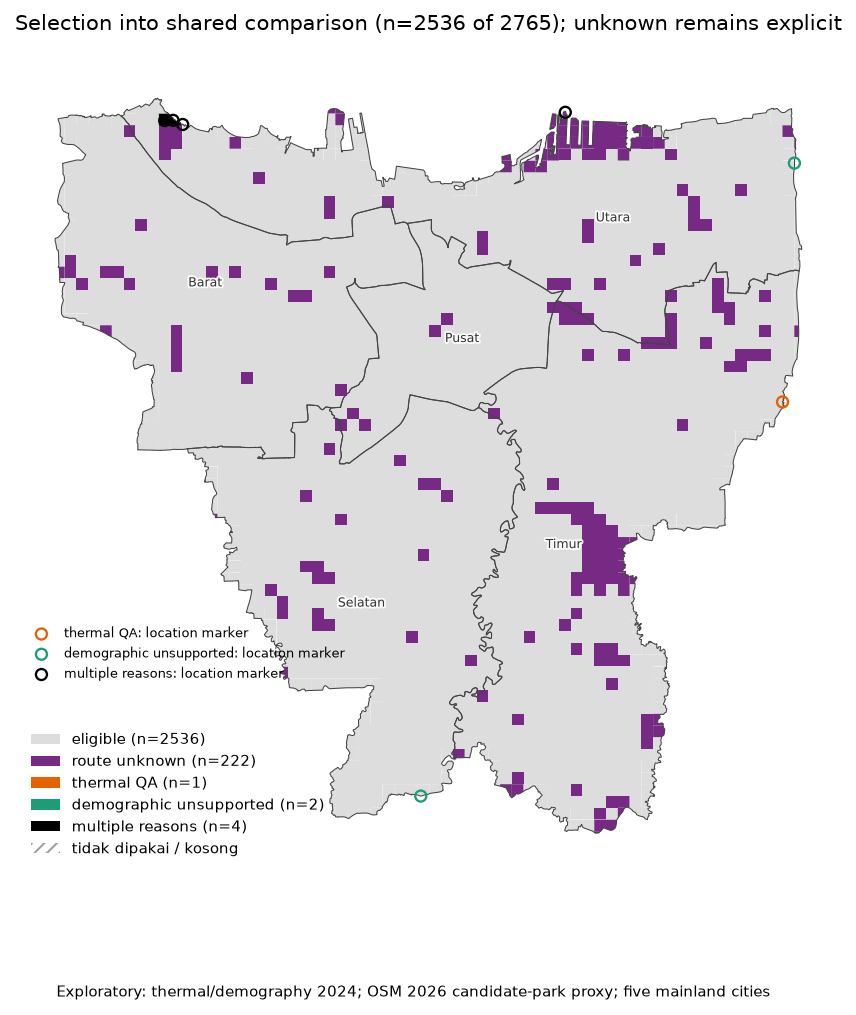 Selection into shared comparison (n=2536 of 2765); unknown remains explicit
Utara
Barat
Pusat
Timur
Selatan
thermal QA: location marker
demographic unsupported: location marker
multiple reasons: location marker
eligible (n=2536)
route unknown (n=222)
thermal QA (n=1)
demographic unsupported (n=2)
multiple reasons (n=4)
tidak dipakai / kosong
Exploratory: thermal/demography 2024; OSM 2026 candidate-park proxy; five mainland cities